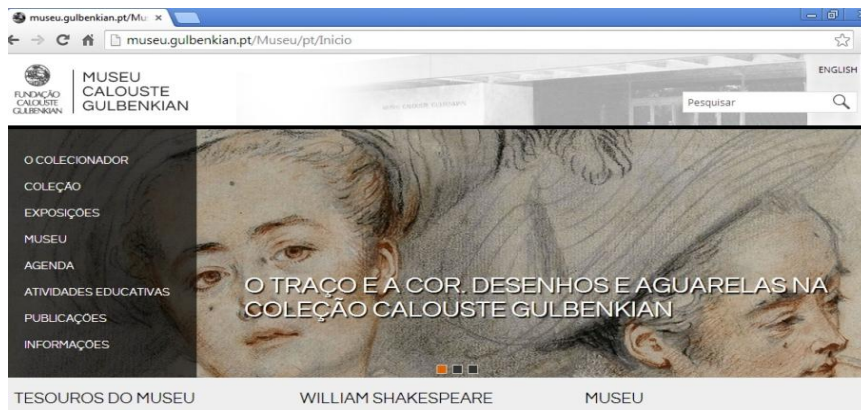 museu.gulbenkian.pt/Mu
museu.gulbenkian.pt/Museu/pt/Inicio
FUNDAÇÃO
CALOUSTE
GULBENKIAN
MUSEU
CALOUSTE
GULBENKIAN
ENGLISH
Pesquisar
O COLECIONADOR
COLEÇÃO
EXPOSIÇÕES
MUSEU
AGENDA
ATIVIDADES EDUCATIVAS
PUBLICAÇÕES
INFORMAÇÕES
O TRAÇO E A COR. DESENHOS E AGUARELAS NA
COLEÇÃO CALOUSTE GULBENKIAN
TESOUROS DO MUSEU
WILLIAM SHAKESPEARE
MUSEU